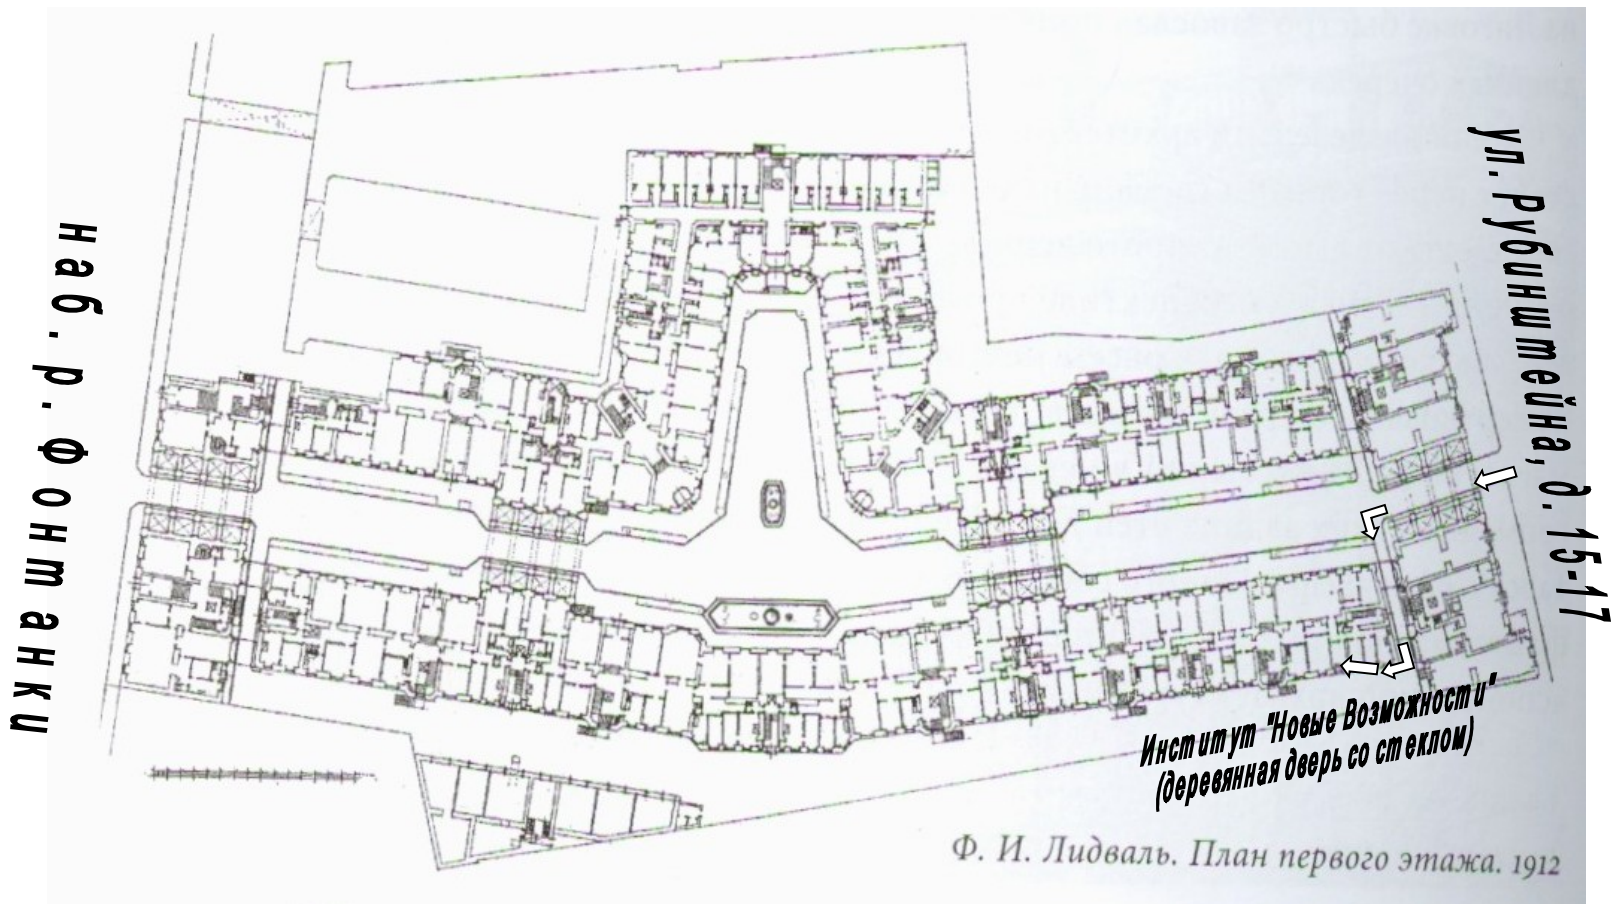 наб. р. Фонтанки
ул. Рубинштейна, д. 15-17
Институт "Новые Возможности"
(деревянная дверь со стеклом)
Ф. И. Лидваль. План первого этажа. 1912